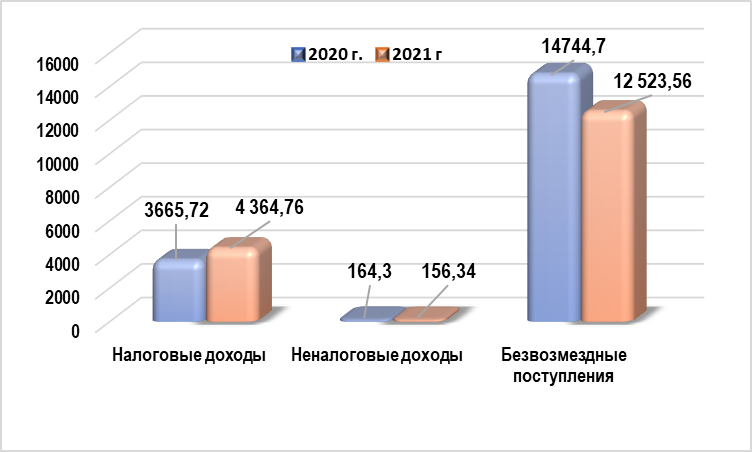 2020 г.
2021 г
16000
14000
12000
10000
8000
6000
4000
2000
0
3665,72
4 364,76
164,3
156,34
14744,7
12 523,56
Налоговые доходы
Неналоговые доходы
Безвозмездные
поступления